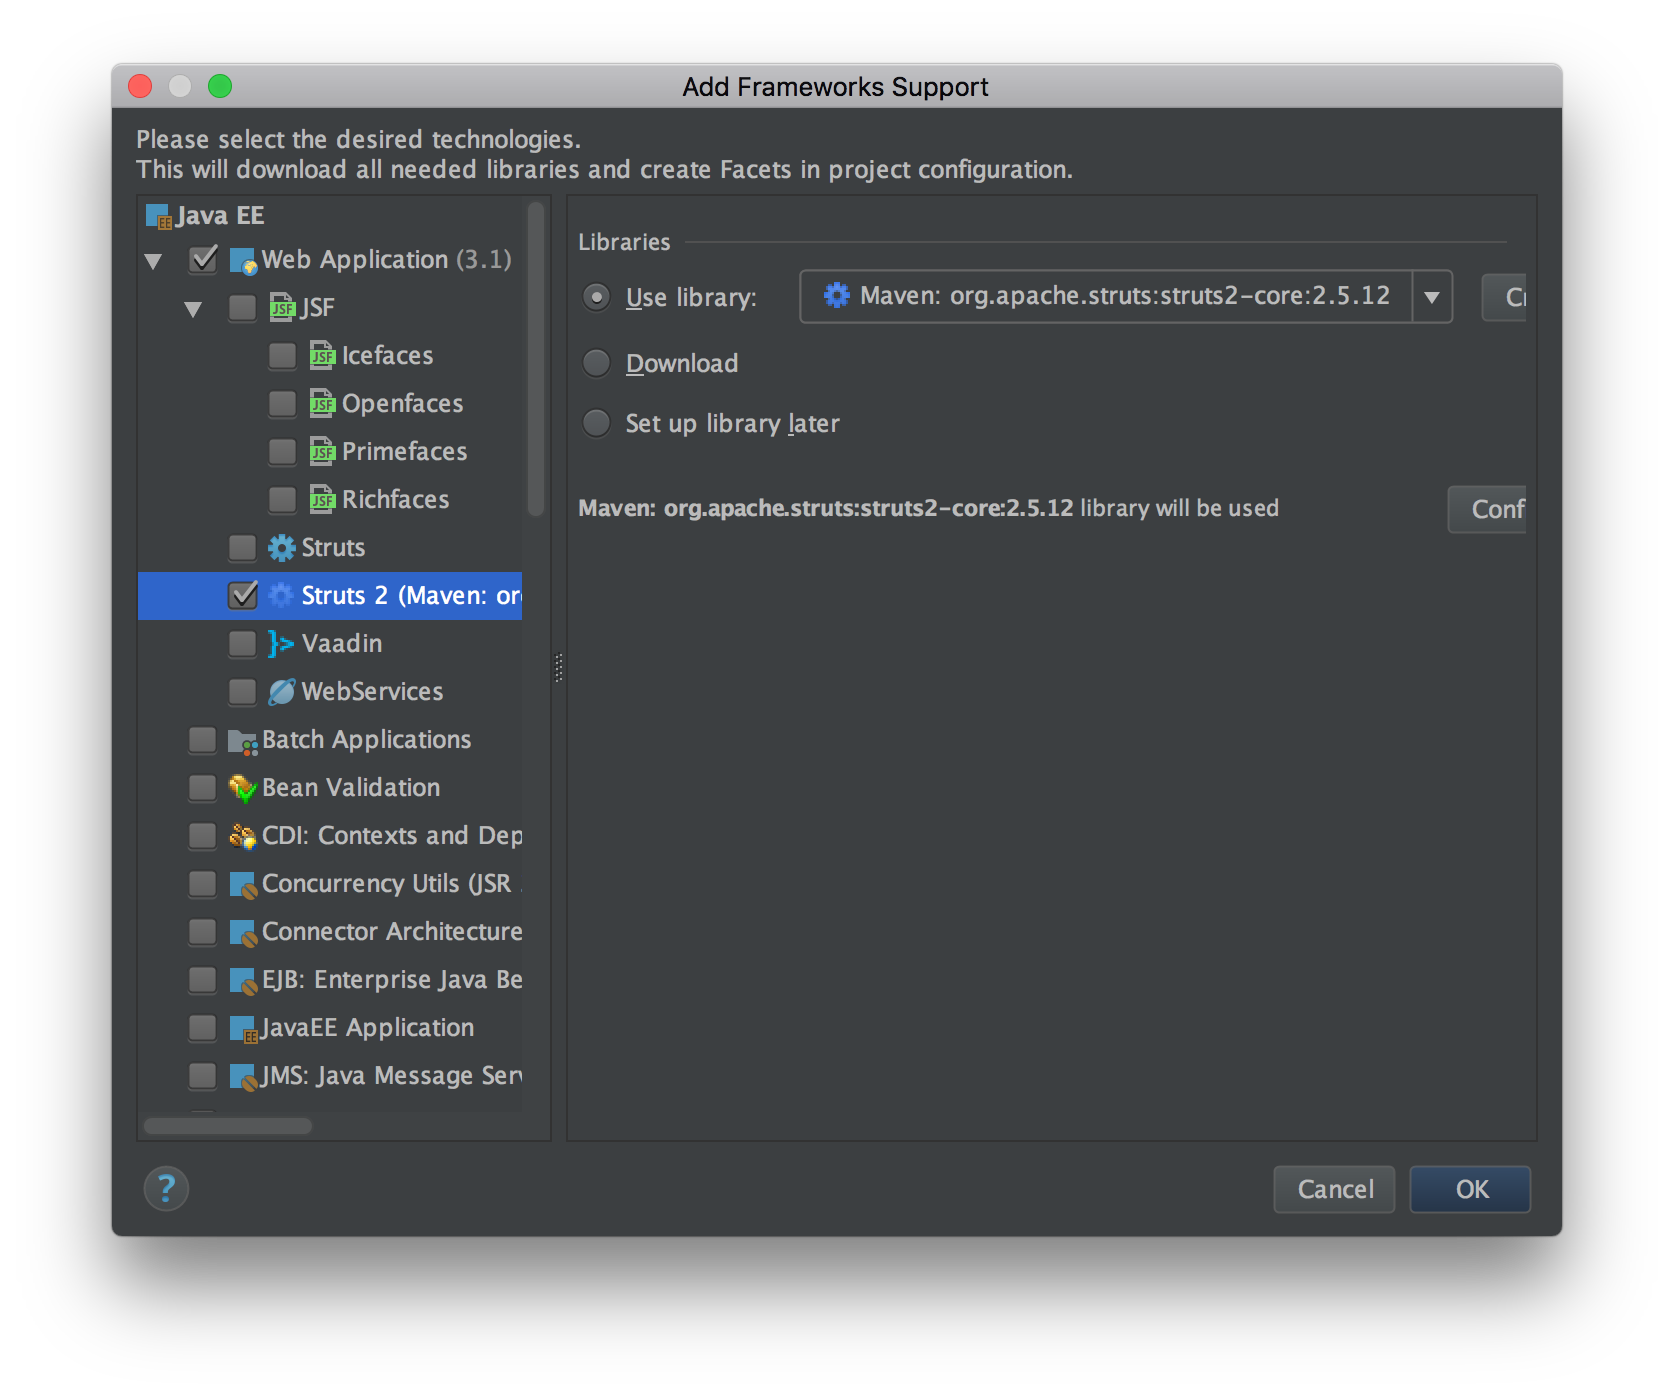 Add Frameworks Support
Please select the desired technologies.
This will download all needed libraries and create Facets in project configuration.
Java EE
Web Application (3.1)
JSF
Icefaces
Openfaces
Primefaces
Richfaces
Struts
Struts 2 (Maven: or
Vaadin
WebServices
Batch Applications
Bean Validation
CDI: Contexts and Dep
Concurrency Utils (JSR
Connector Architecture
EJB: Enterprise Java Be
JavaEE Application
JMS: Java Message Serv
Libraries
Use library: Maven: org.apache.struts:struts2-core:2.5.12 Cr
Download
Set up library later
Maven: org.apache.struts:struts2-core:2.5.12 library will be used Conf
? Cancel OK